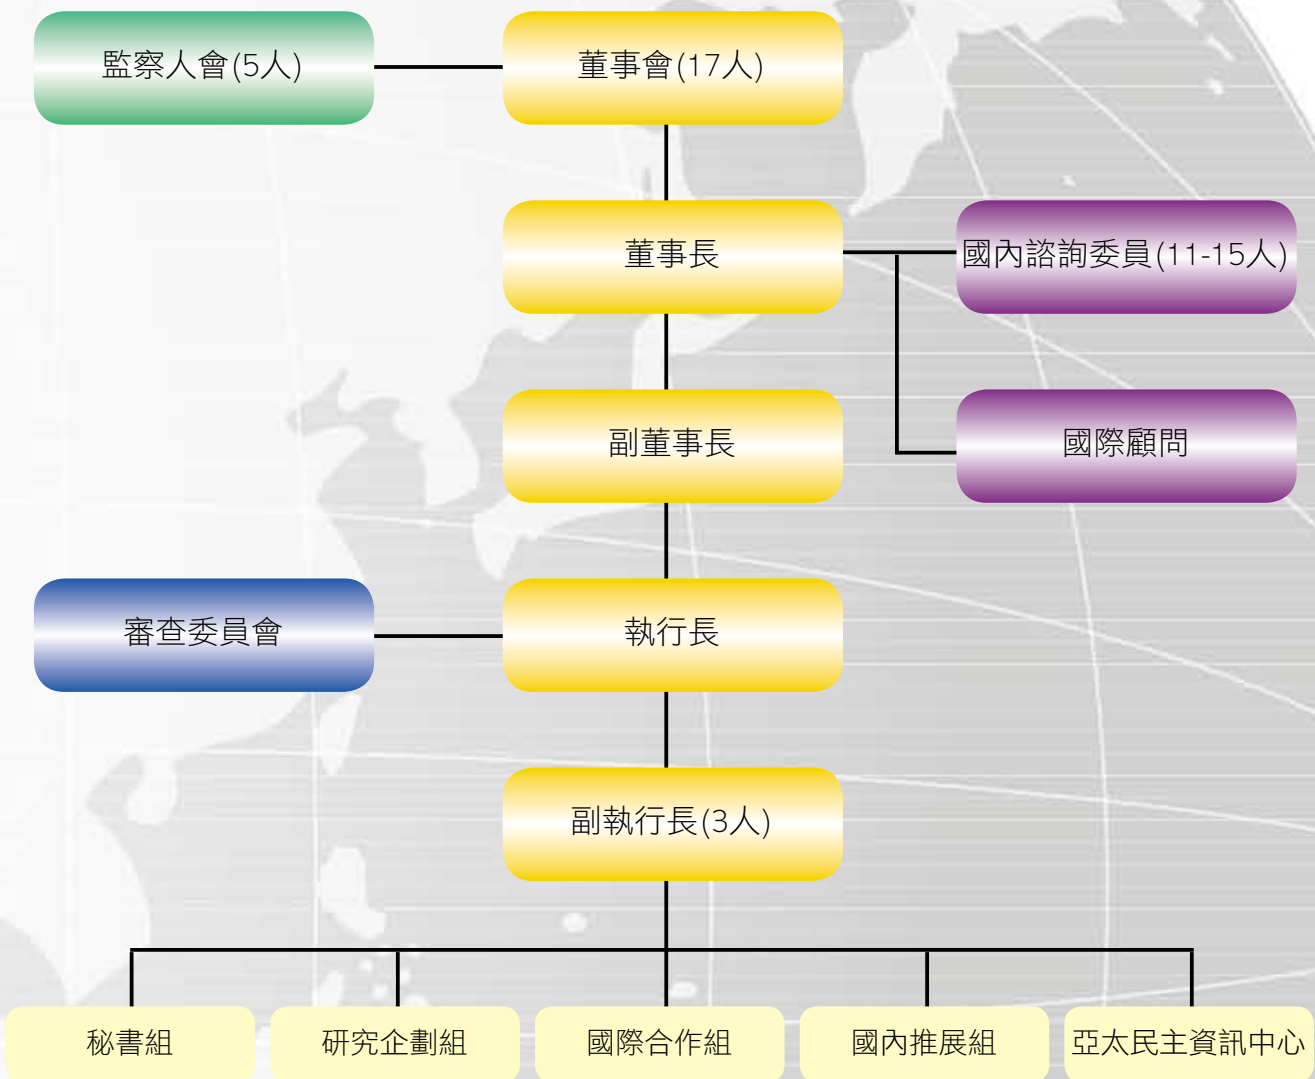 監察人會(5人)
董事會(17人)
董事長
國內諮詢委員(11-15人)
副董事長
國際顧問
審查委員會
執行長
副執行長(3人)
秘書組
研究企劃組
國際合作組
國內推展組
亞太民主資訊中心